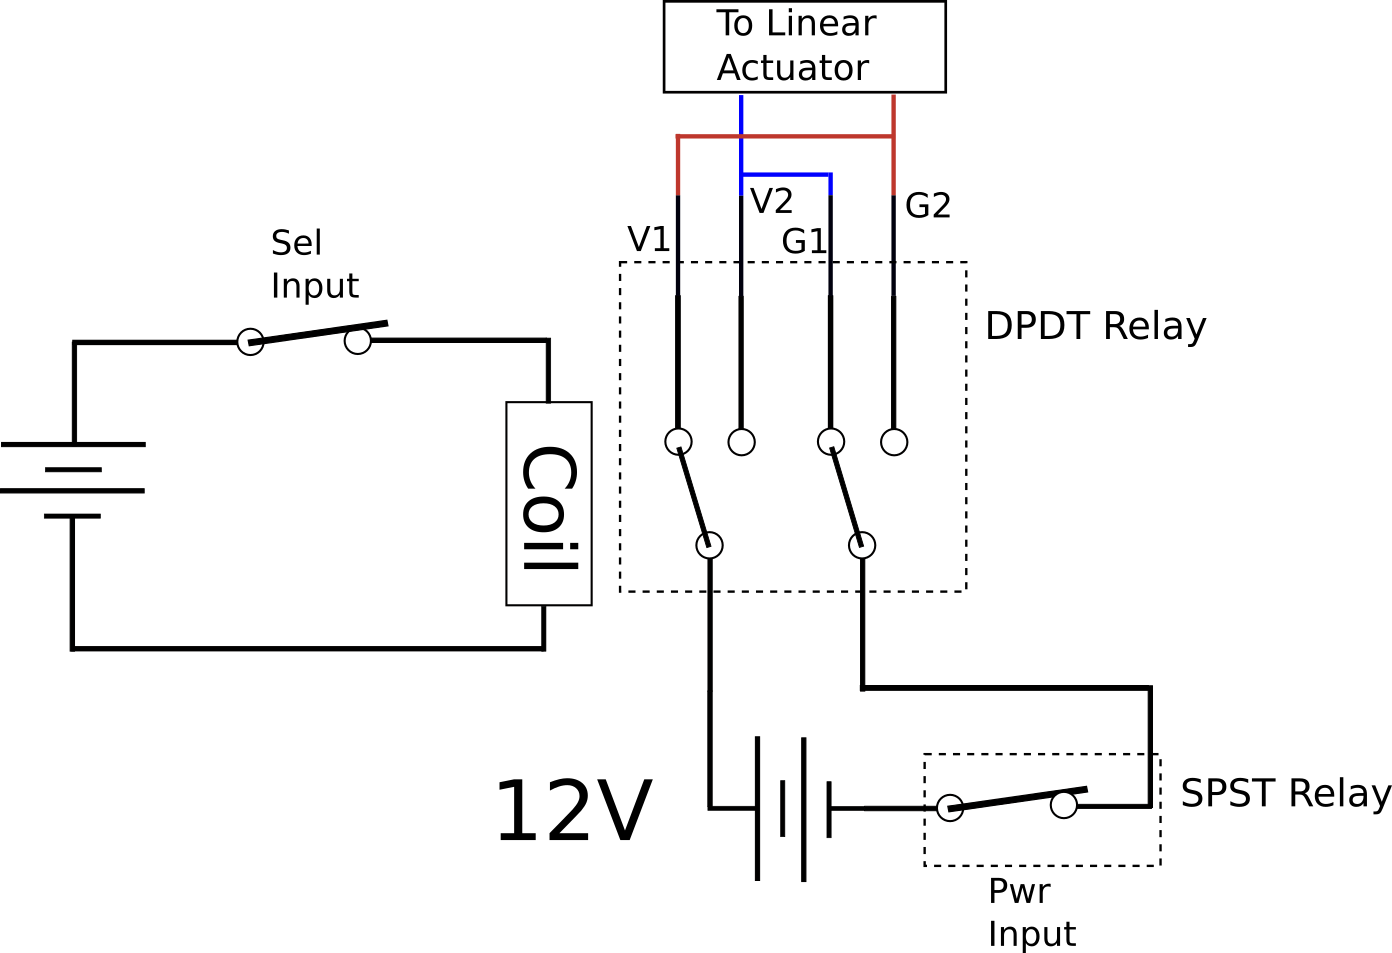 To Linear
Actuator
V2
G2
V1
G1
Sel
Input
DPDT Relay
Coil
12V
SPST Relay
Pwr
Input